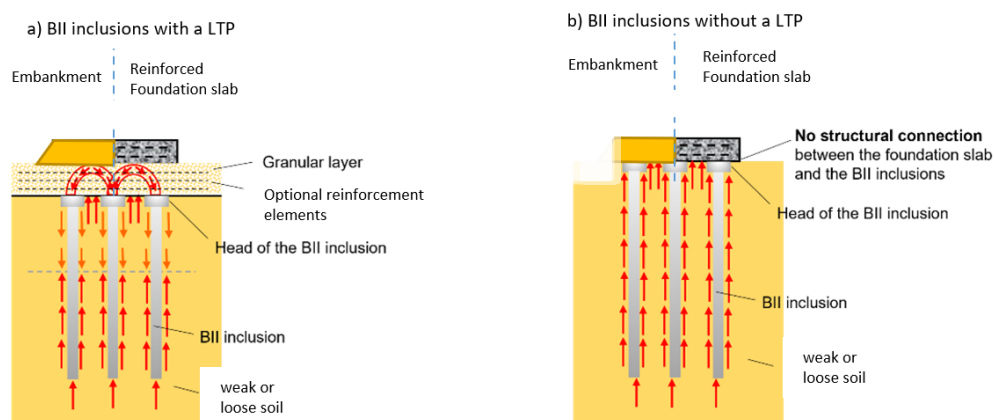 a) BII inclusions with a LTP
Embankment
Reinforced
Foundation slab
Granular layer
Optional reinforcement
elements
Head of the BII inclusion
BII inclusion
weak or
loose soil
b) BII inclusions without a LTP
Embankment
Reinforced
Foundation slab
No structural connection
between the foundation slab
and the BII inclusions
Head of the BII inclusion
BII inclusion
weak or
loose soil